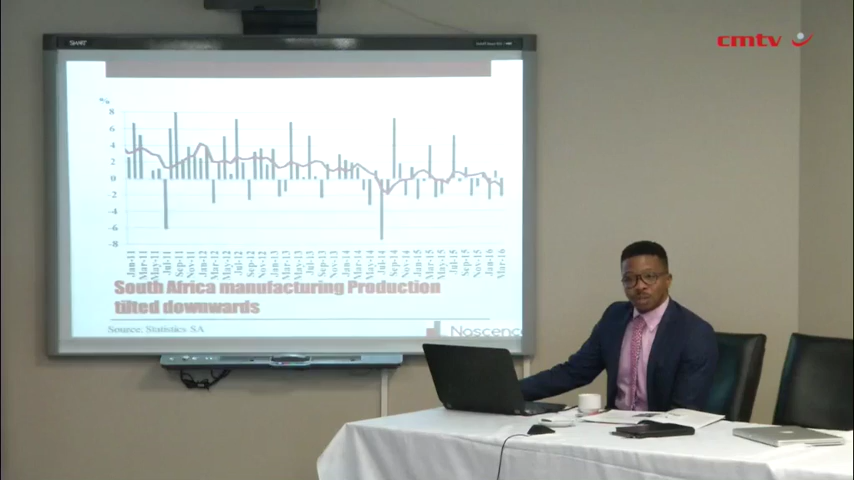 SMART
cmtv
8
6
4
2
0
-2
-4
-6
-8
Jan-11
Mar-11
May-11
Jul-11
Sep-11
Nov-11
Jan-12
Mar-12
May-12
Jul-12
Sep-12
Nov-12
Jan-13
Mar-13
May-13
Jul-13
Sep-13
Nov-13
Jan-14
Mar-14
May-14
Jul-14
Sep-14
Nov-14
Jan-15
Mar-15
May-15
Jul-15
Sep-15
Nov-15
Jan-16
Mar-16
South Africa manufacturing Production
tilted downwards
Source: Statistics SA
Nascence